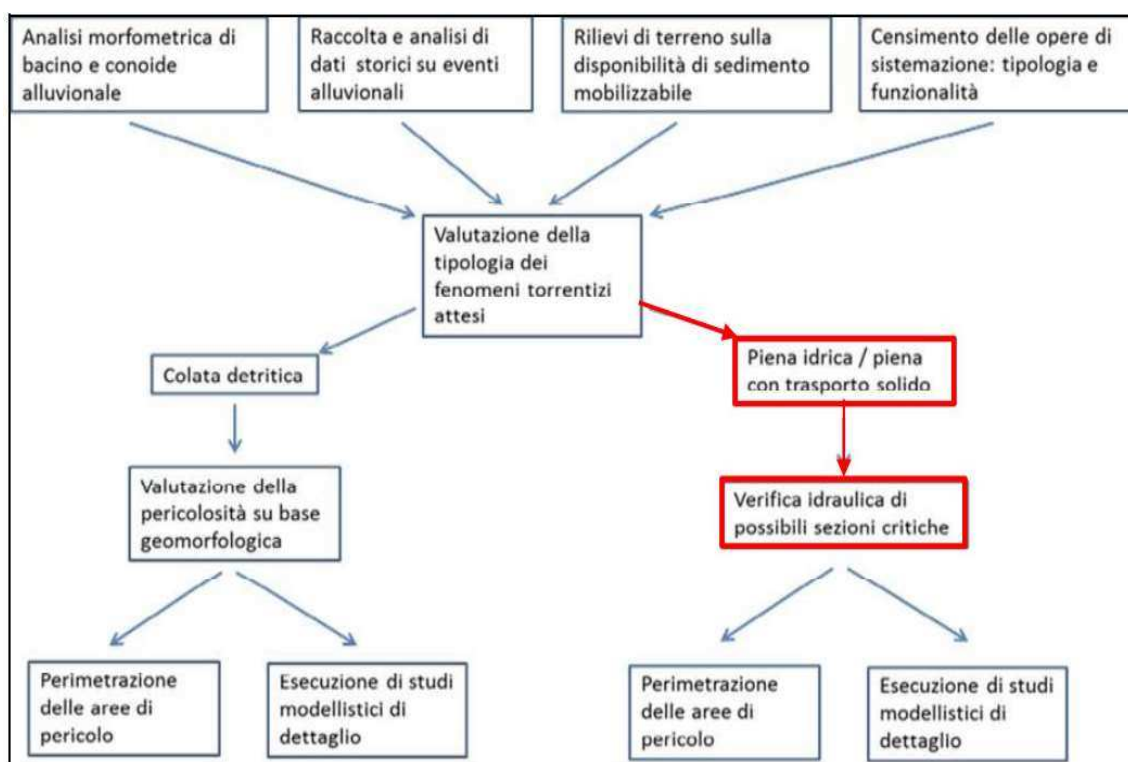 Analisi morfometrica di
bacino e conoide
alluvionale
Raccolta e analisi di
dati storici su eventi
alluvionali
Rilievi di terreno sulla
disponibilità di sedimento
mobilizzabile
Censimento delle opere di
sistemazione: tipologia e
funzionalità
Valutazione della
tipologia dei
fenomeni torrentizi
attesi
Colata detritica
Piena idrica / piena
con trasporto solido
Valutazione della
pericolosità su base
geomorfologica
Verifica idraulica di
possibili sezioni critiche
Perimetrazione
delle aree di
pericolo
Esecuzione di studi
modellistici di
dettaglio
Perimetrazione
delle aree di
pericolo
Esecuzione di studi
modellistici di
dettaglio